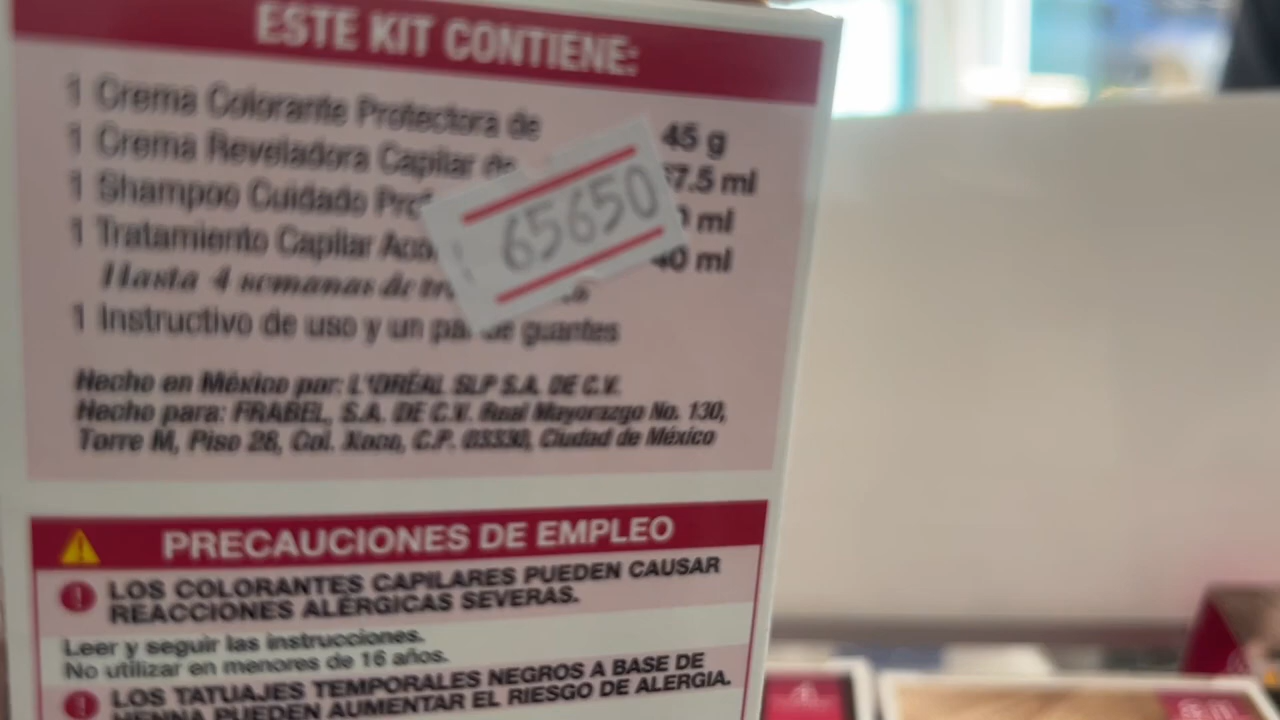 ESTE KIT CONTIENE:
1 Crema Colorante Protectora de 45 g
1 Crema Reveladora Capilar de 7.5 ml
1 Shampoo Cuidado ml
1 Tratamiento Capilar 40 ml
Hasta 4 semanas de
1 Instructivo de uso y un par de guantes
65650
Hecho en México por: L'ORÉAL SLP S.A. DE C.V.
Hecho para: FRABEL, S.A. DE C.V. Real Mayorazgo No. 130,
Torre M, Piso 28, Col. Xoco, C.P. 03330, Ciudad de México
PRECAUCIONES DE EMPLEO
LOS COLORANTES CAPILARES PUEDEN CAUSAR
REACCIONES ALÉRGICAS SEVERAS.
Leer y seguir las instrucciones.
No utilizar en menores de 16 años.
LOS TATUAJES TEMPORALES NEGROS A BASE DE
HENNA PUEDEN AUMENTAR EL RIESGO DE ALERGIA.